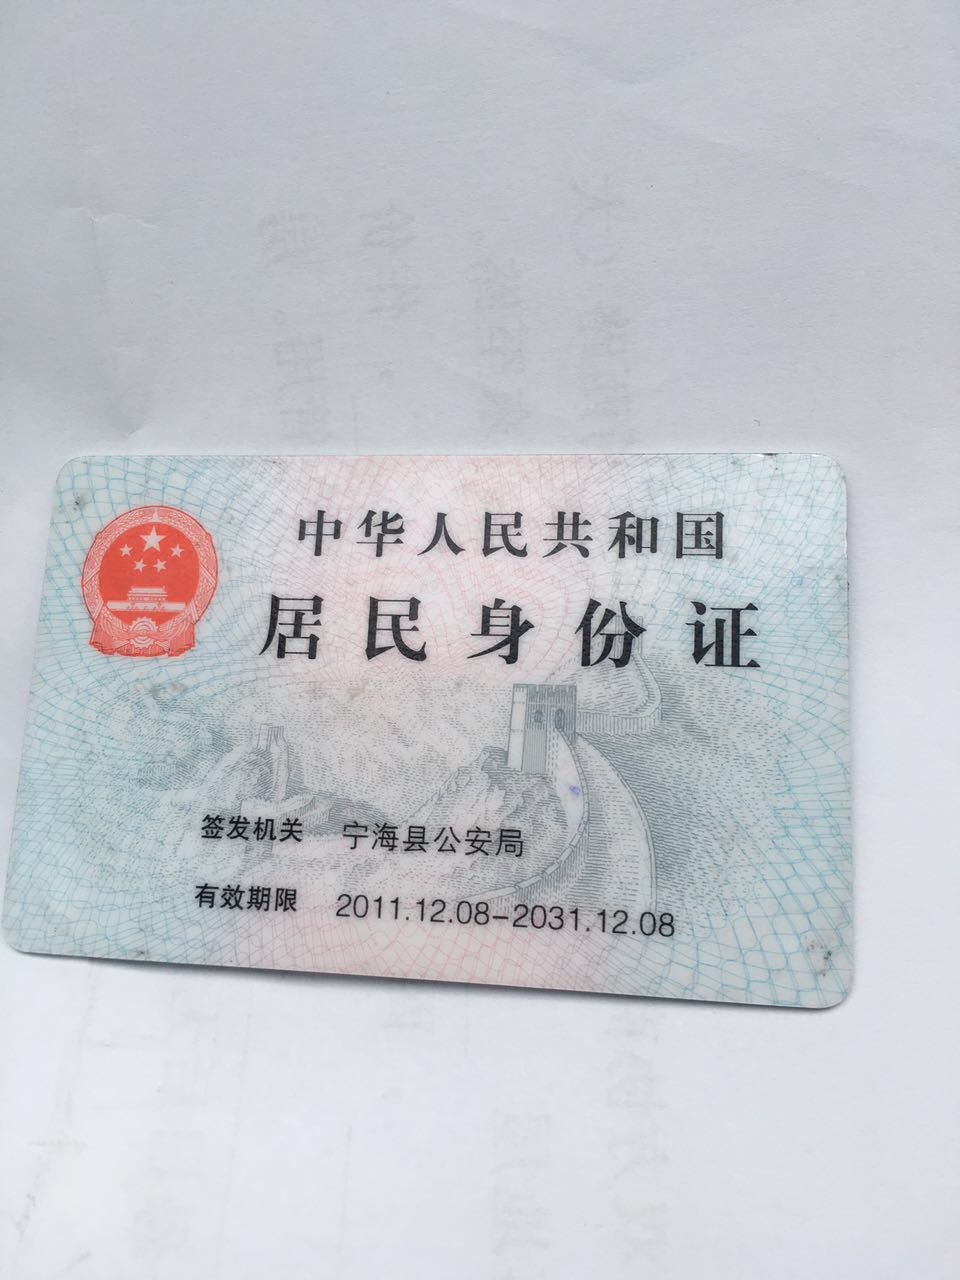 中华人民共和国
居民身份证
签发机关 宁海县公安局
有效期限 2011.12.08-2031.12.08